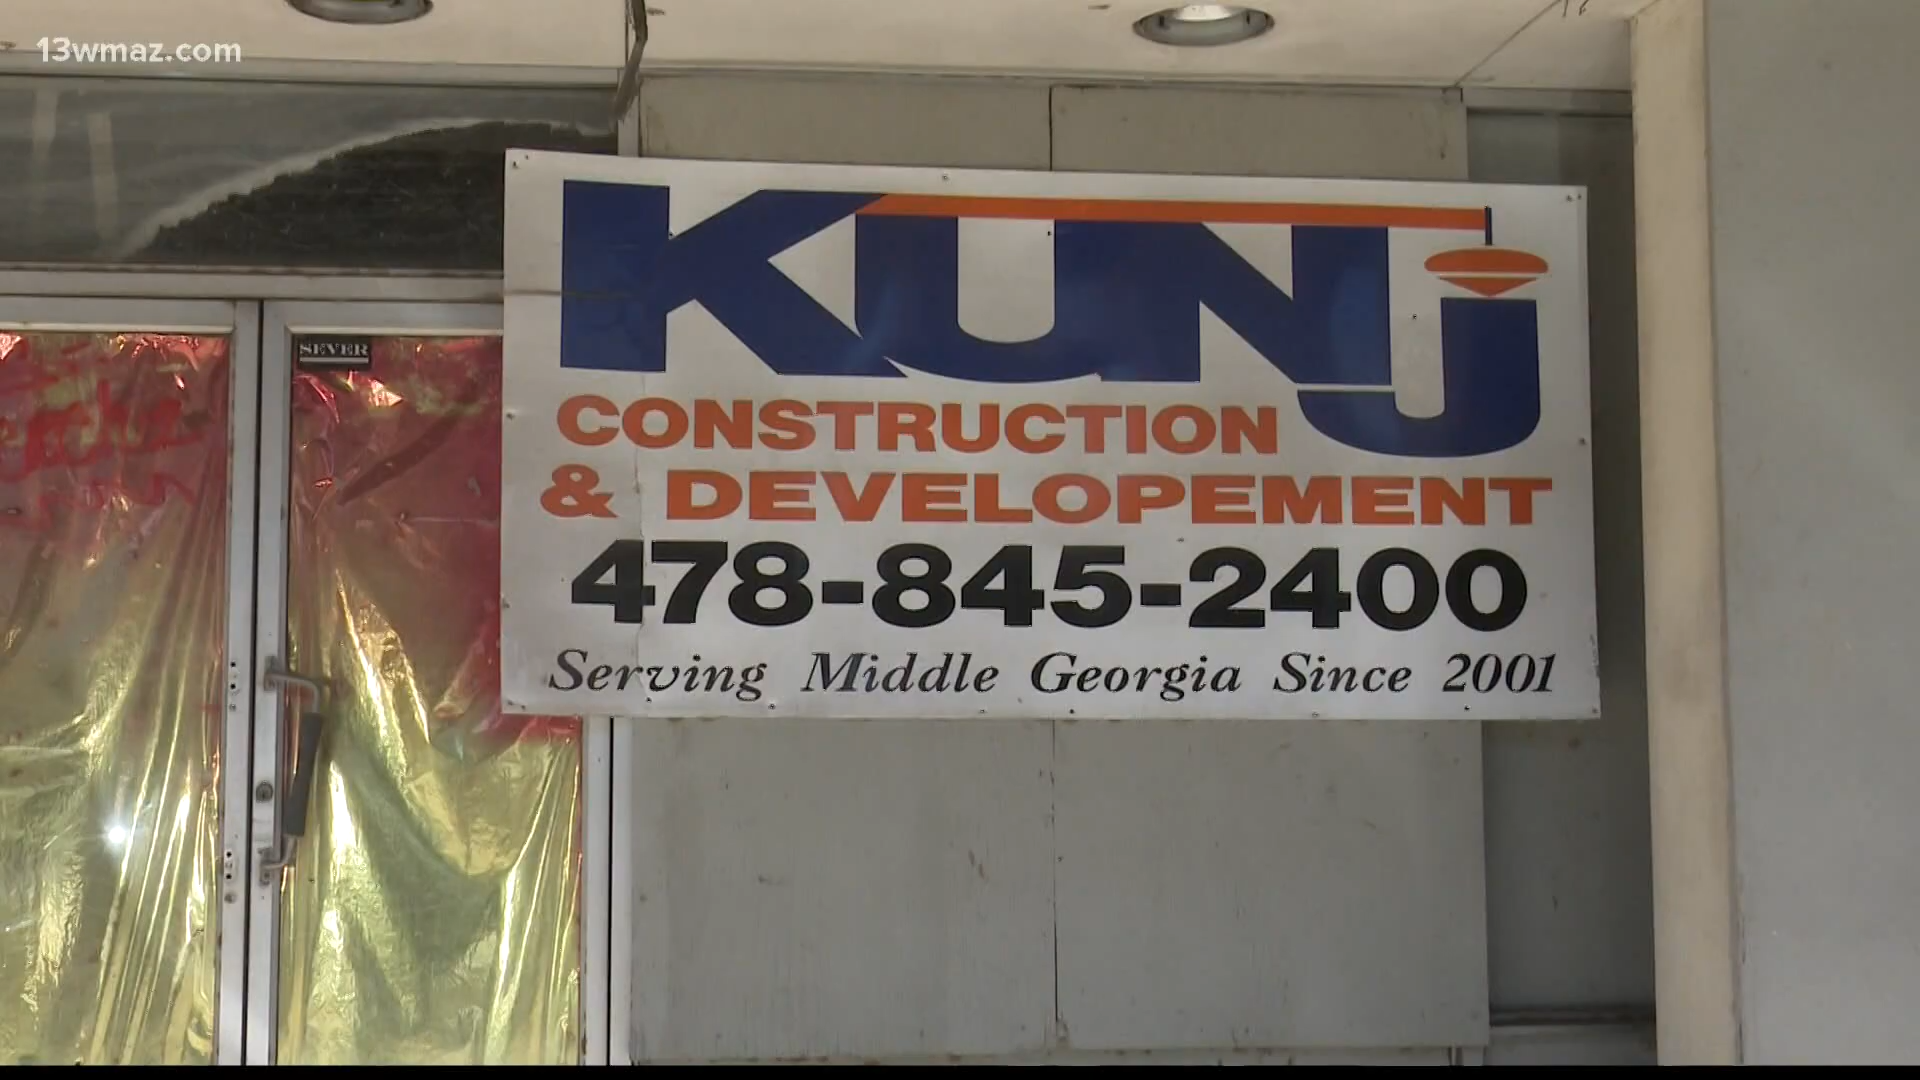 13wmaz.com
SEVER
KUNJ
CONSTRUCTION
& DEVELOPEMENT
478-845-2400
Serving Middle Georgia Since 2001